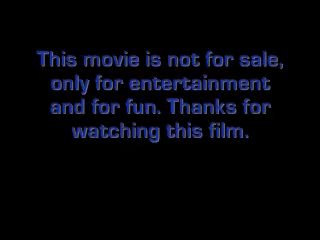 This movie is not for sale,
only for entertainment
and for fun. Thanks for
watching this film.